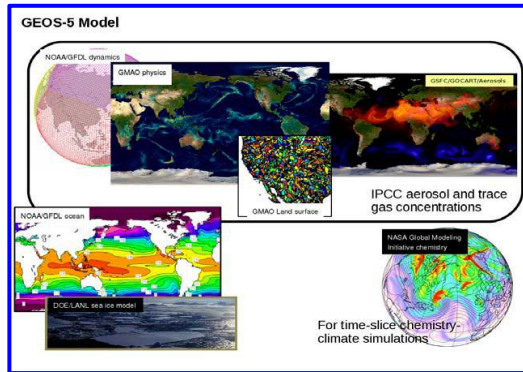 GEOS-5 Model
NOAA/GFDL dynamics
GMAO physics
GSFC/GOCART/Aerosols
GMAO Land surface
IPCC aerosol and trace
gas concentrations
NOAA/GFDL ocean
NASA Global Modeling
Initiative chemistry
DOE/LANL sea ice model
For time-slice chemistry-
climate simulations